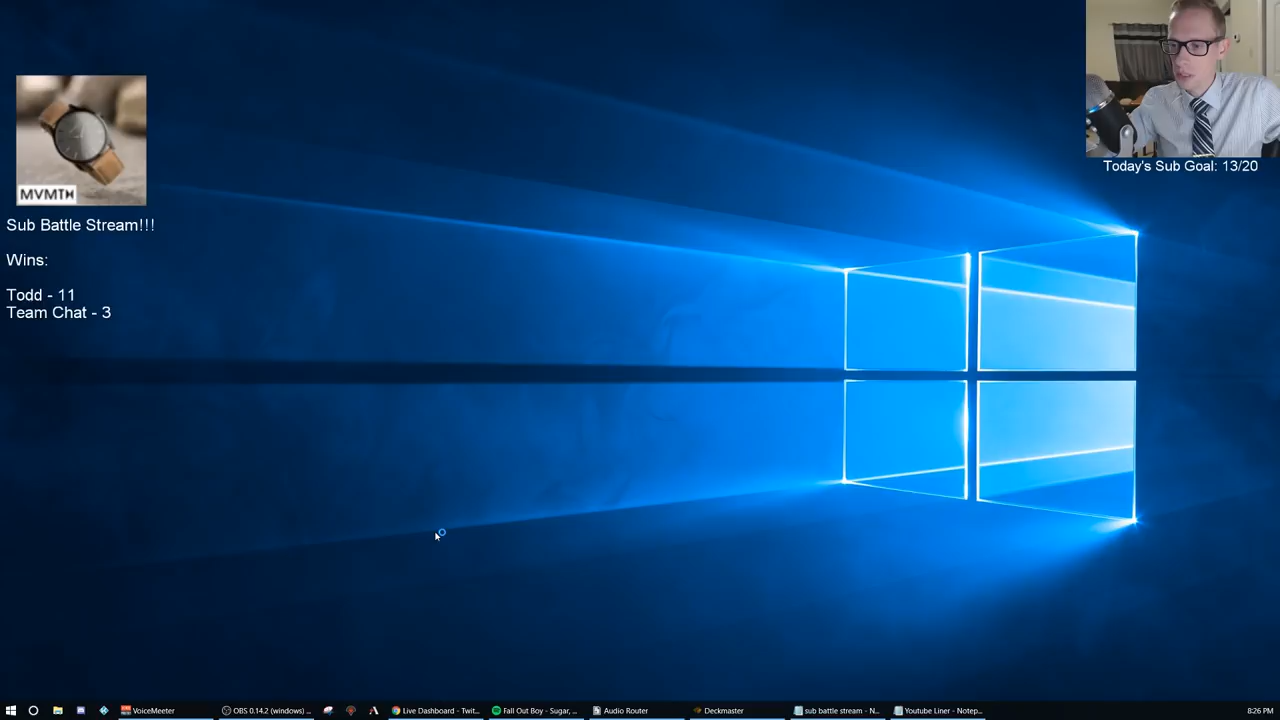 Today's Sub Goal: 13/20
MVMTH
Sub Battle Stream!!!
Wins:
Todd - 11
Team Chat - 3
VoiceMeeter
OBS 0.14.2 (windows) ...
Live Dashboard - Twit...
Fall Out Boy - Sugar, ...
Audio Router
Deckmaster
sub battle stream - N...
Youtube Liner - Notep...
8:26 PM